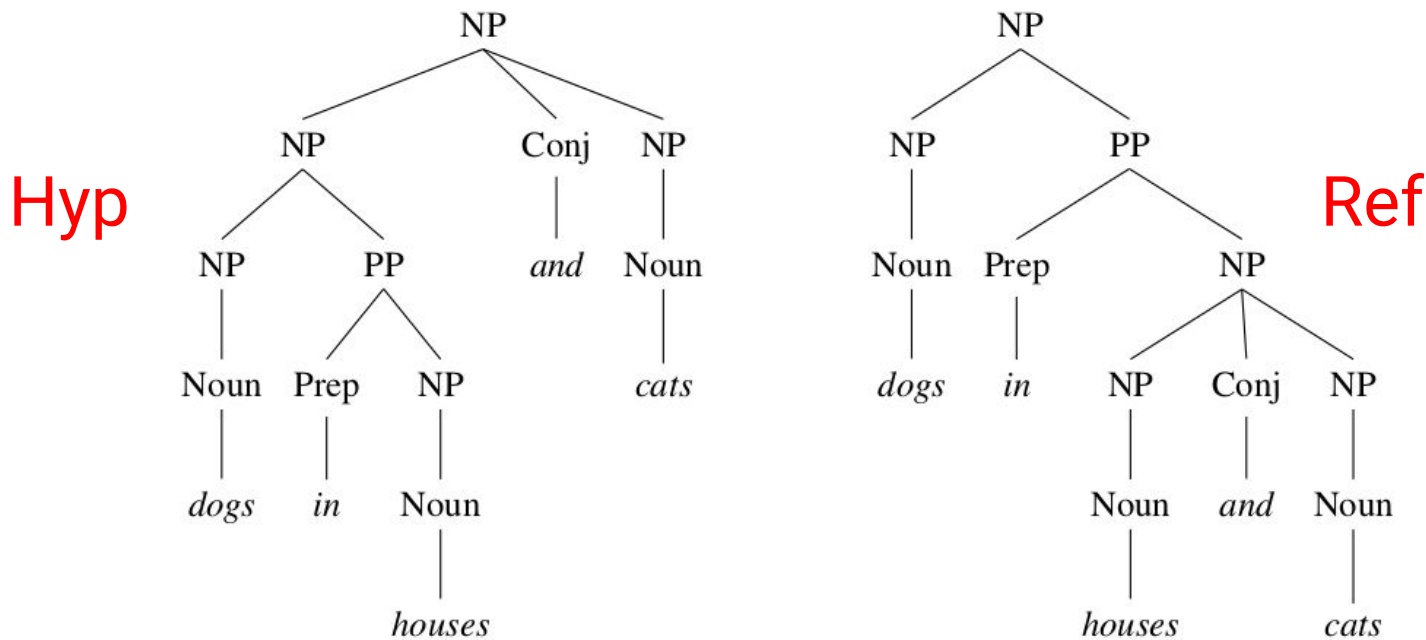 NP NP
NP Conj NP NP PP
Hyp Ref
NP PP and Noun Noun Prep NP
Noun Prep NP cats dogs in NP Conj NP
dogs in Noun Noun and Noun
houses houses cats